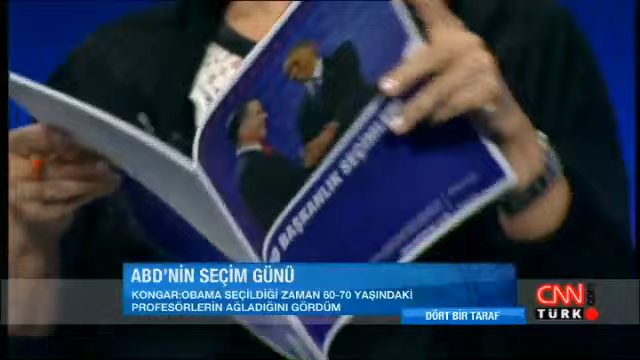 BAŞKANLIK SEÇİMİ
ABD'NİN SEÇİM GÜNÜ
KONGAR:OBAMA SEÇİLDİĞİ ZAMAN 60-70 YAŞINDAKİ
PROFESÖRLERİN AĞLADIĞINI GÖRDÜM
DÖRT BİR TARAF
CNN
TÜRK